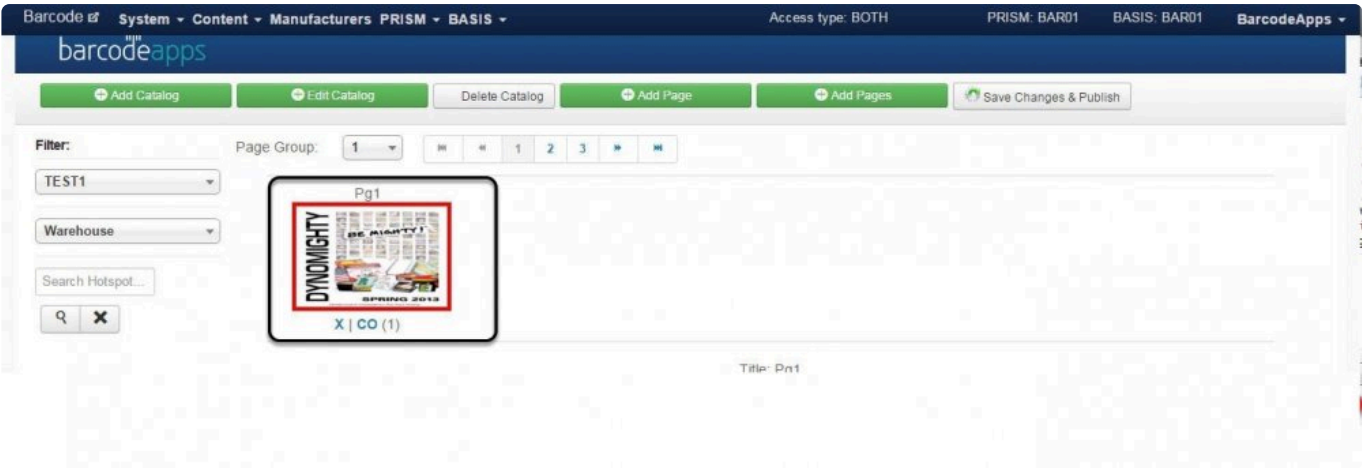 Barcode System Content Manufacturers PRISM BASIS Access type: BOTH PRISM: BAR01 BASIS: BAR01 BarcodeApps
barcodeapps
Add Catalog Edit Catalog Delete Catalog Add Page Add Pages Save Changes & Publish
Filter: Page Group: 1 1 2 3
TEST1
Pg1
Warehouse
DYNOMIGHTY
BE MIGHTY!
Search Hotspot...
SPRING 2013
X | CO (1)
Title: Pg1